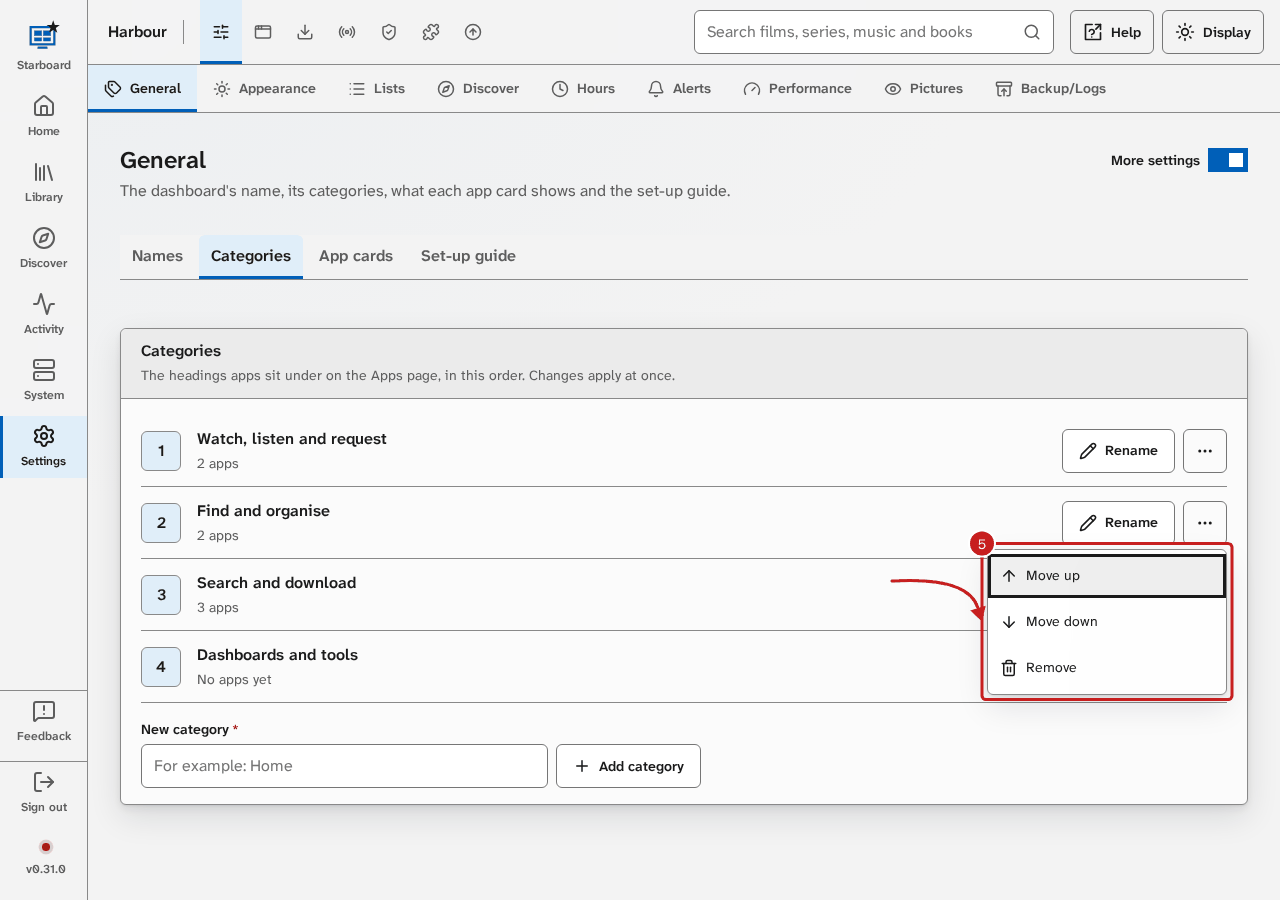 Starboard
Home
Library
Discover
Activity
System
Settings
Feedback
Sign out
v0.31.0
Harbour
Search films, series, music and books
Help
Display
General
Appearance
Lists
Discover
Hours
Alerts
Performance
Pictures
Backup/Logs
General
More settings
The dashboard's name, its categories, what each app card shows and the set-up guide.
Names
Categories
App cards
Set-up guide
Categories
The headings apps sit under on the Apps page, in this order. Changes apply at once.
1
Watch, listen and request
2 apps
Rename
2
Find and organise
2 apps
Rename
5
3
Search and download
3 apps
4
Dashboards and tools
No apps yet
Move up
Move down
Remove
New category *
For example: Home
Add category